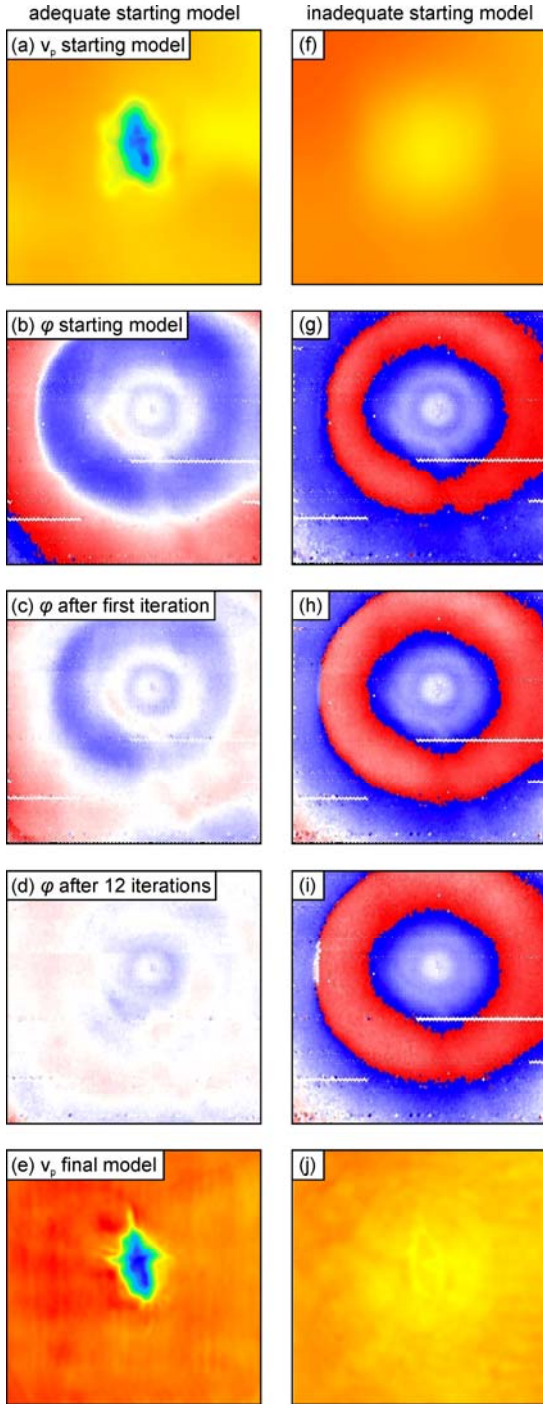 adequate starting model
inadequate starting model
(a) vₚ starting model
(f)
(b) φ starting model
(g)
(c) φ after first iteration
(h)
(d) φ after 12 iterations
(i)
(e) vₚ final model
(j)